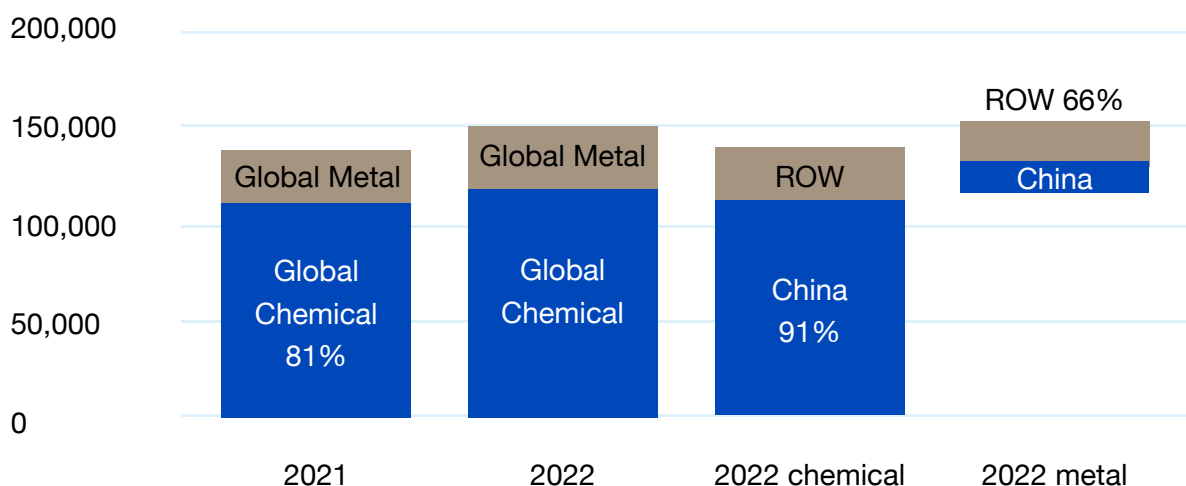 200,000
150,000
100,000
50,000
0
Global Metal
Global
Chemical
81%
Global Metal
Global
Chemical
ROW
China
91%
ROW 66%
China
2021
2022
2022 chemical
2022 metal